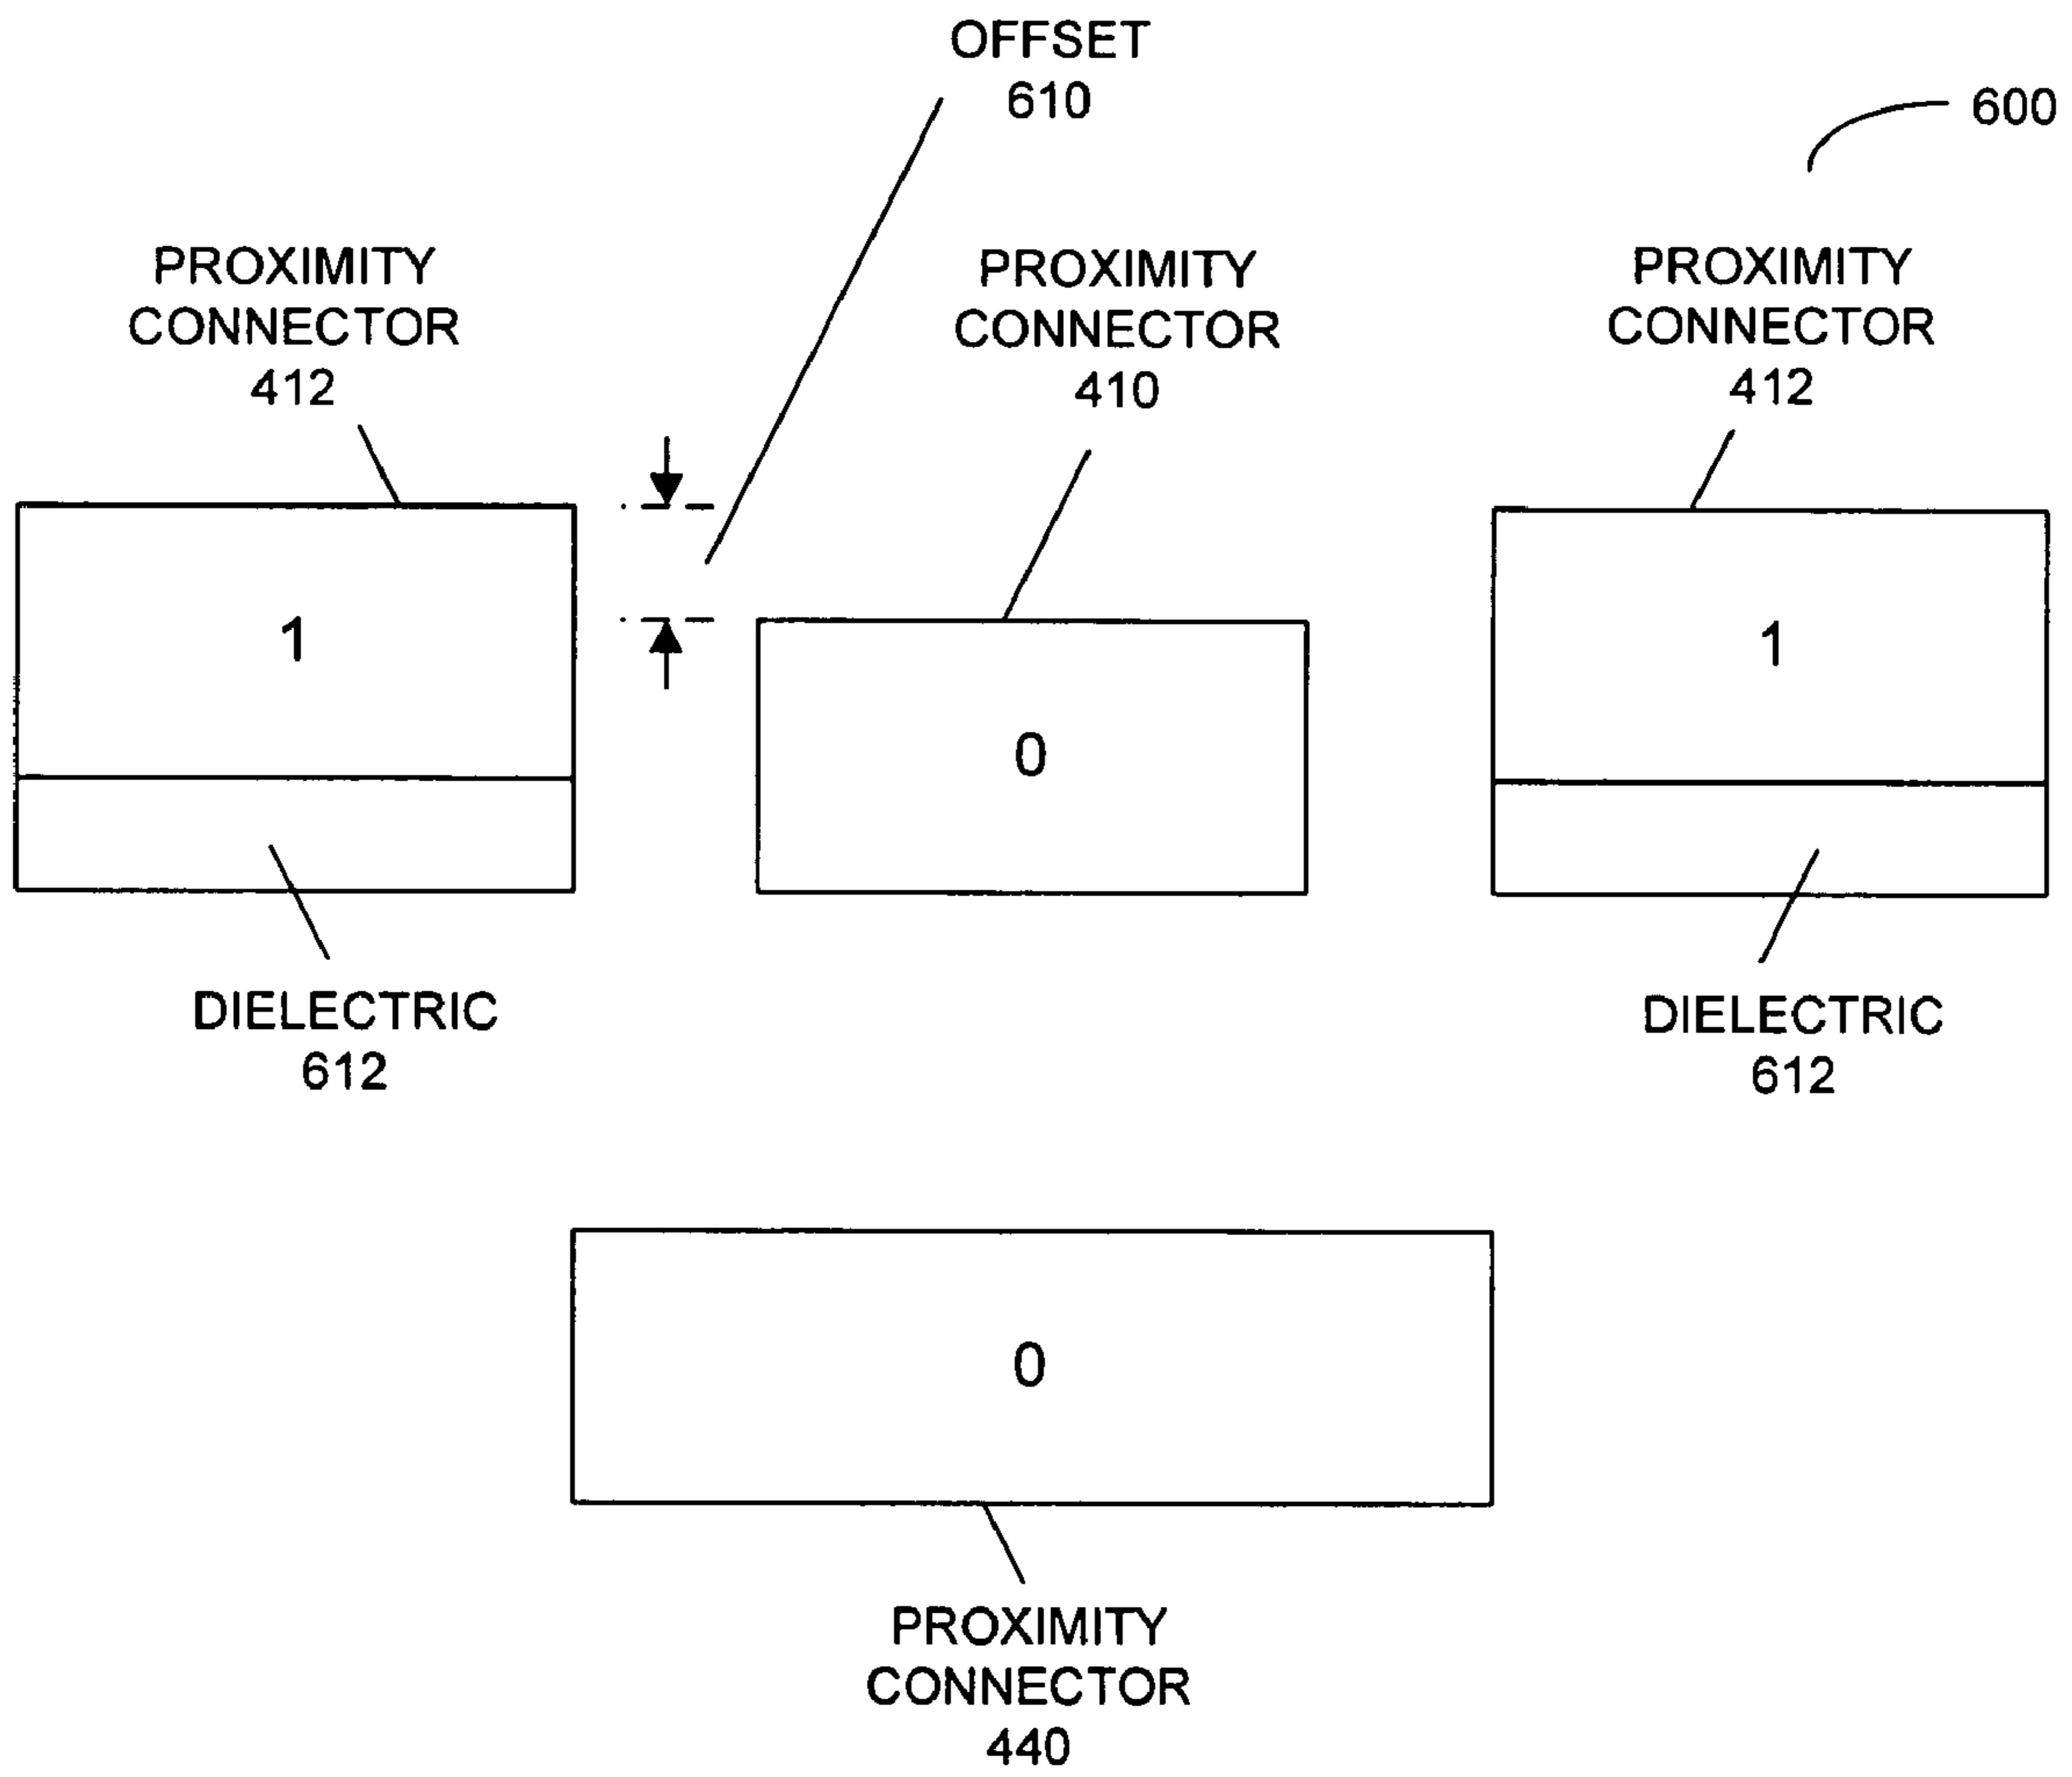 OFFSET
610
600
PROXIMITY
CONNECTOR
412
PROXIMITY
CONNECTOR
410
PROXIMITY
CONNECTOR
412
1
0
1
DIELECTRIC
612
DIELECTRIC
612
0
PROXIMITY
CONNECTOR
440